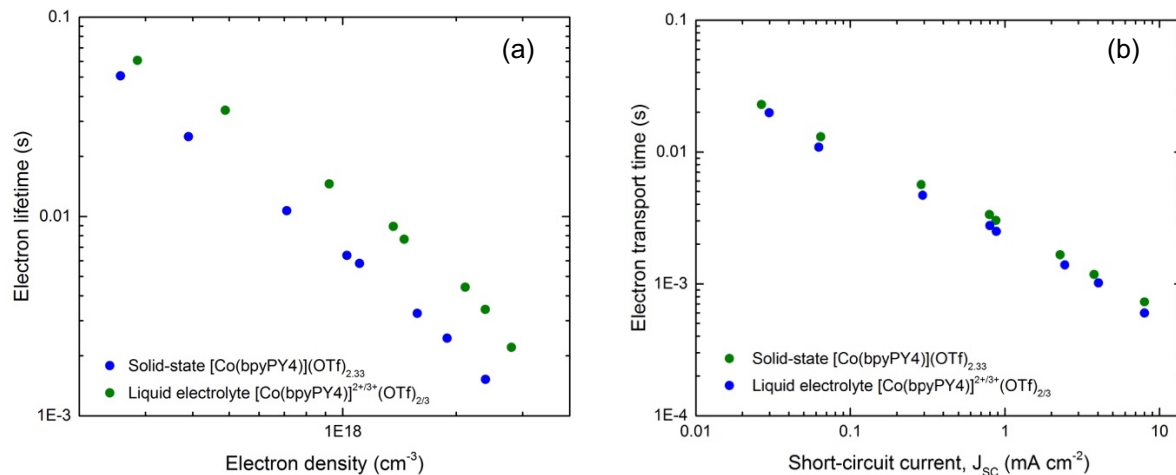 (a)
0.1
0.01
1E-3
Electron lifetime (s)
Solid-state [Co(bpyPY4)](OTf)2.33
Liquid electrolyte [Co(bpyPY4)]2+/3+(OTf)2/3
1E18
Electron density (cm-3)
(b)
0.1
0.01
1E-3
1E-4
Electron transport time (s)
Solid-state [Co(bpyPY4)](OTf)2.33
Liquid electrolyte [Co(bpyPY4)]2+/3+(OTf)2/3
0.01 0.1 1 10
Short-circuit current, JSC (mA cm-2)